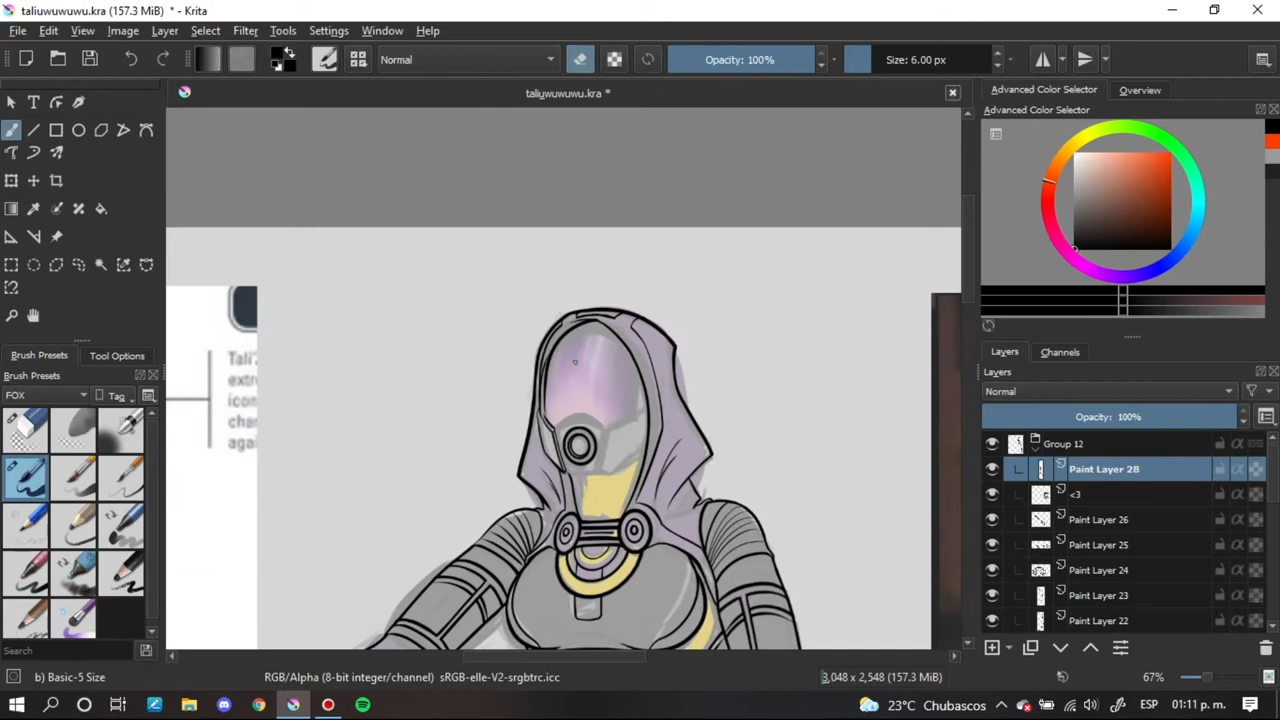 taliuwuwuwu.kra (157.3 MiB) * - Krita
File Edit View Image Layer Select Filter Tools Settings Window Help
Normal
Opacity: 100%
Size: 6.00 px
taliuwuwuwu.kra *
Advanced Color Selector
Overview
Advanced Color Selector
Tali
extr
icon
char
agai
Brush Presets
Tool Options
Brush Presets
FOX
Tag
Search
Layers
Channels
Layers
Normal
Opacity: 100%
Group 12
Paint Layer 28
<3
Paint Layer 26
Paint Layer 25
Paint Layer 24
Paint Layer 23
Paint Layer 22
b) Basic-5 Size
RGB/Alpha (8-bit integer/channel) sRGB-elle-V2-srgbtrc.icc
3,048 x 2,548 (157.3 MiB)
67%
23°C Chubascos
ESP
01:11 p. m.